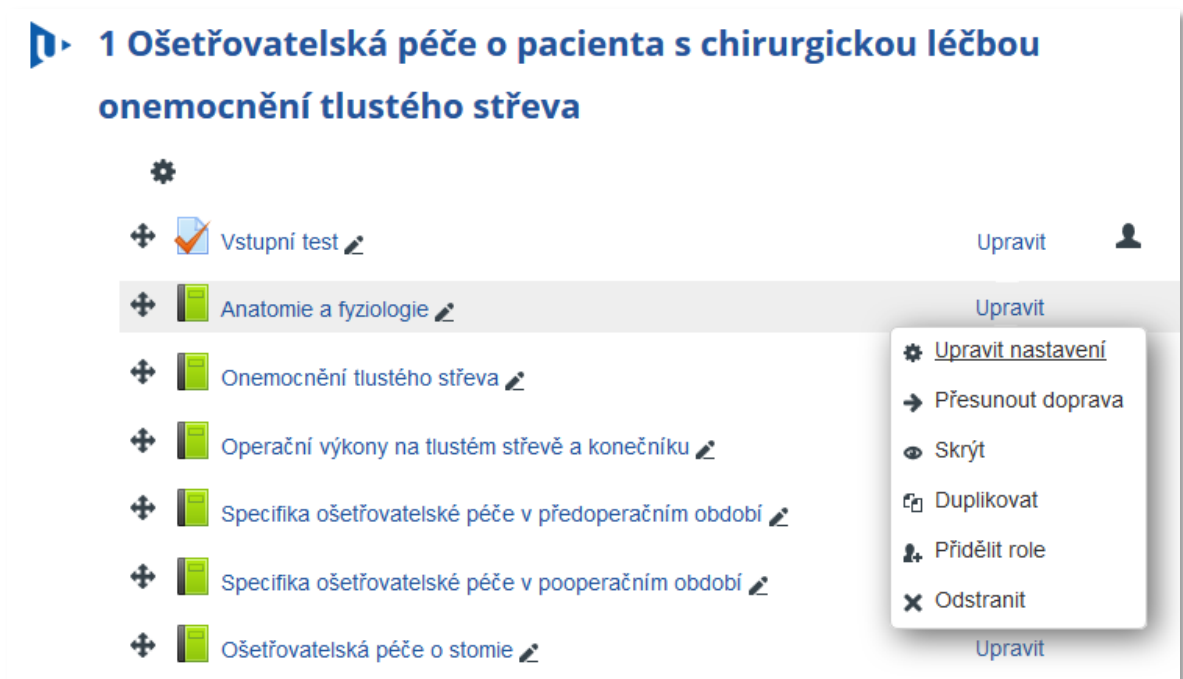 1 Ošetřovatelská péče o pacienta s chirurgickou léčbou
onemocnění tlustého střeva
Vstupní test Upravit
Anatomie a fyziologie Upravit
Upravit nastavení
Onemocnění tlustého střeva
Přesunout doprava
Operační výkony na tlustém střevě a konečníku
Skrýt
Specifika ošetřovatelské péče v předoperačním období
Duplikovat
Přidělit role
Specifika ošetřovatelské péče v pooperačním období
Odstranit
Ošetřovatelská péče o stomie Upravit